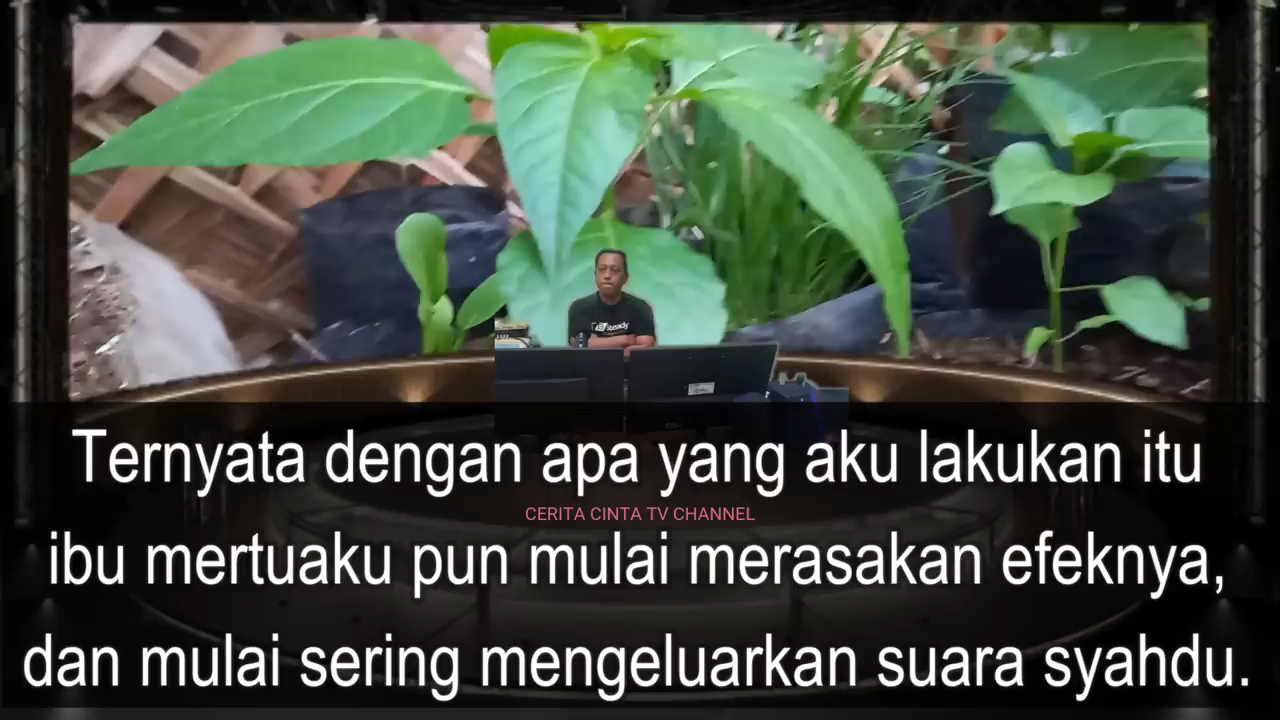 Ternyata dengan apa yang aku lakukan itu
CERITA CINTA TV CHANNEL
ibu mertuaku pun mulai merasakan efeknya,
dan mulai sering mengeluarkan suara syahdu.